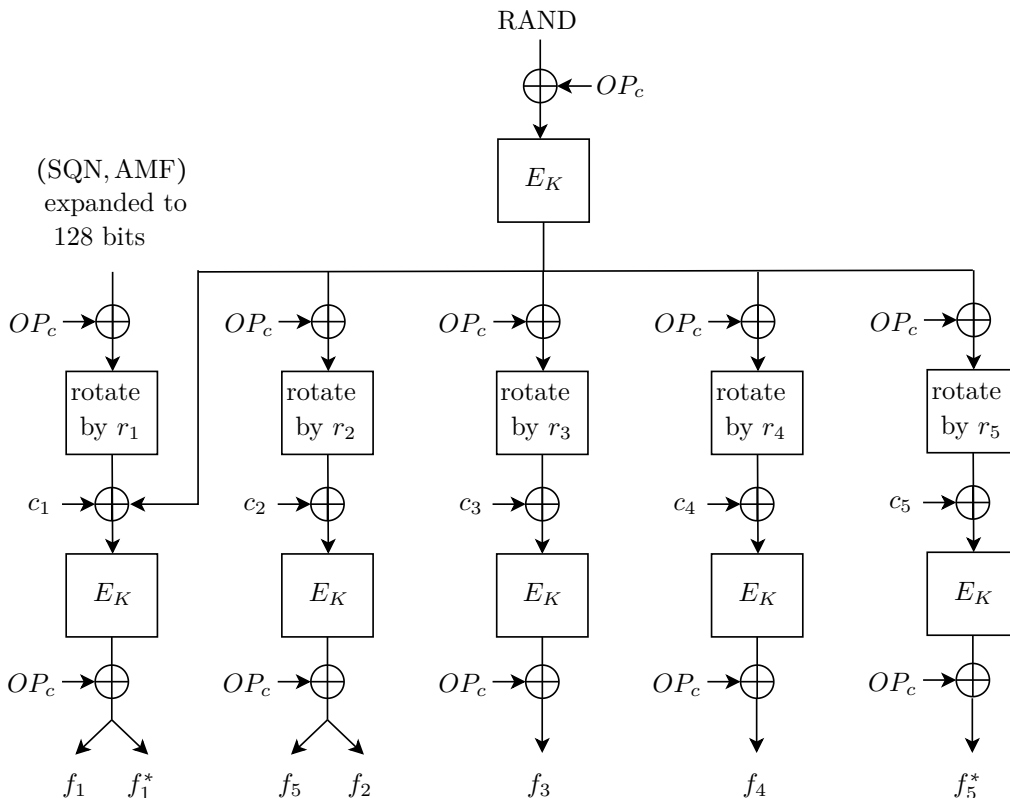 RAND
OP_c
E_K
(SQN, AMF)
expanded to
128 bits
OP_c
OP_c
OP_c
OP_c
OP_c
rotate
by r_1
rotate
by r_2
rotate
by r_3
rotate
by r_4
rotate
by r_5
c_1
c_2
c_3
c_4
c_5
E_K
E_K
E_K
E_K
E_K
OP_c
OP_c
OP_c
OP_c
OP_c
f_1
f_1^*
f_5
f_2
f_3
f_4
f_5^*